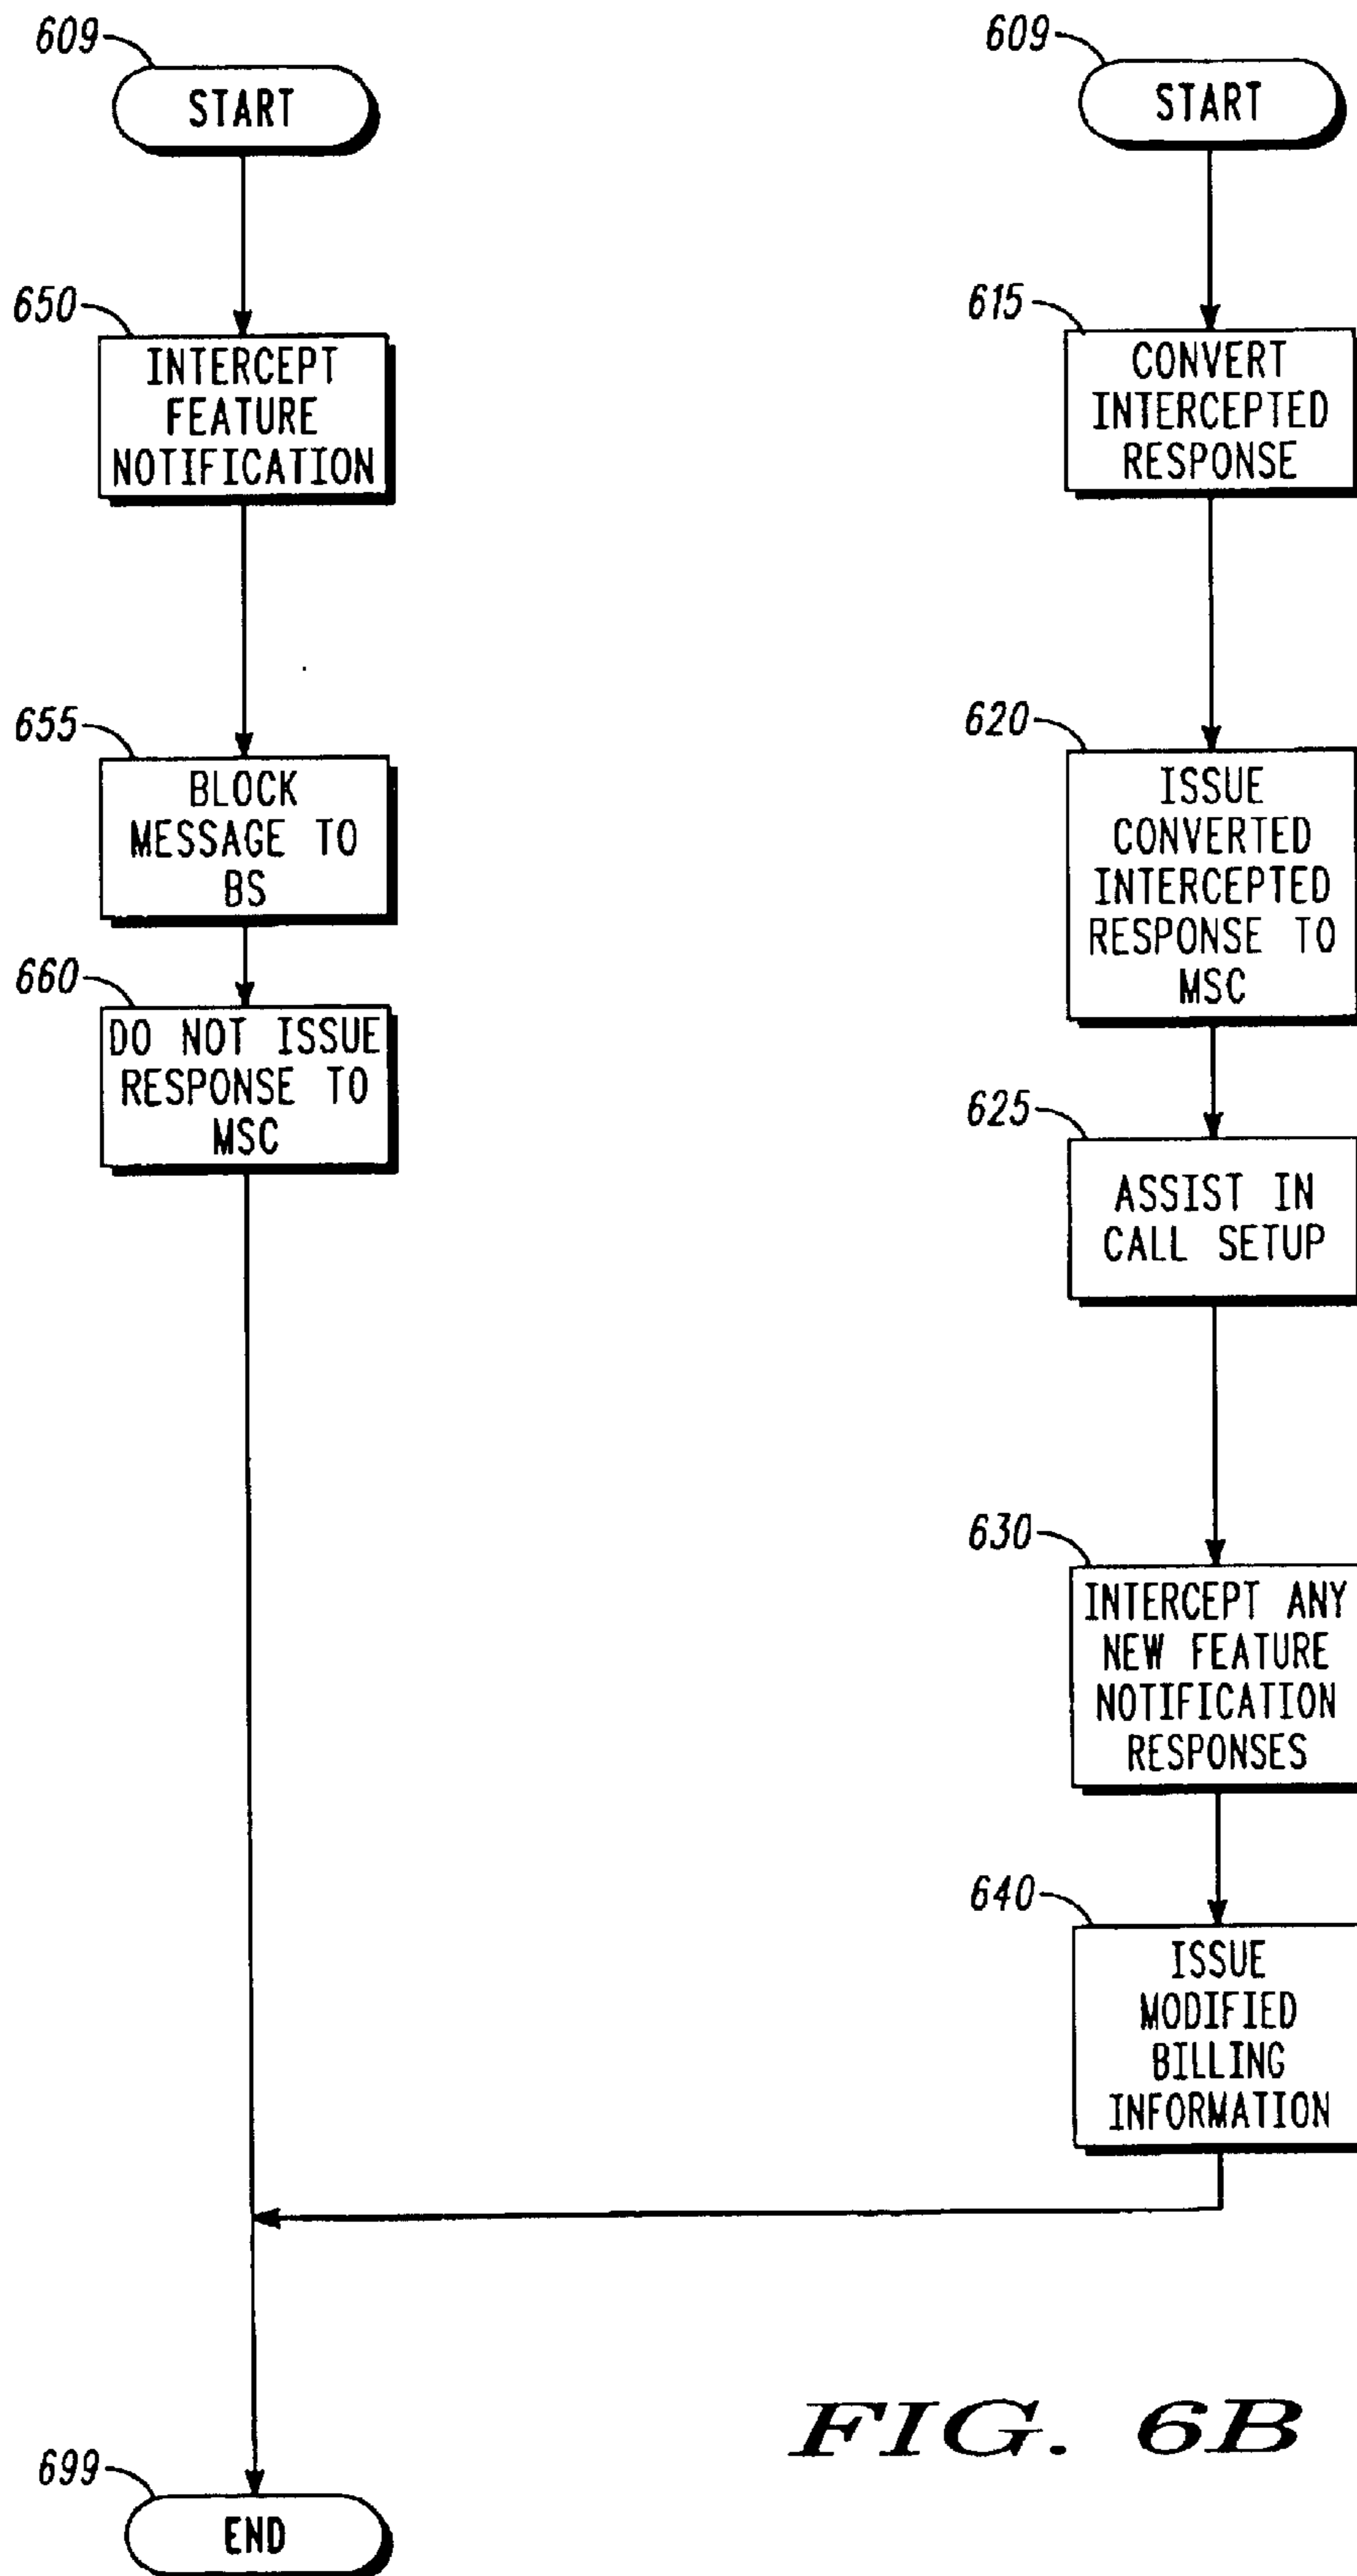 609
START
650
INTERCEPT
FEATURE
NOTIFICATION
655
BLOCK
MESSAGE TO
BS
660
DO NOT ISSUE
RESPONSE TO
MSC
699
END
609
START
615
CONVERT
INTERCEPTED
RESPONSE
620
ISSUE
CONVERTED
INTERCEPTED
RESPONSE TO
MSC
625
ASSIST IN
CALL SETUP
630
INTERCEPT ANY
NEW FEATURE
NOTIFICATION
RESPONSES
640
ISSUE
MODIFIED
BILLING
INFORMATION
FIG. 6B